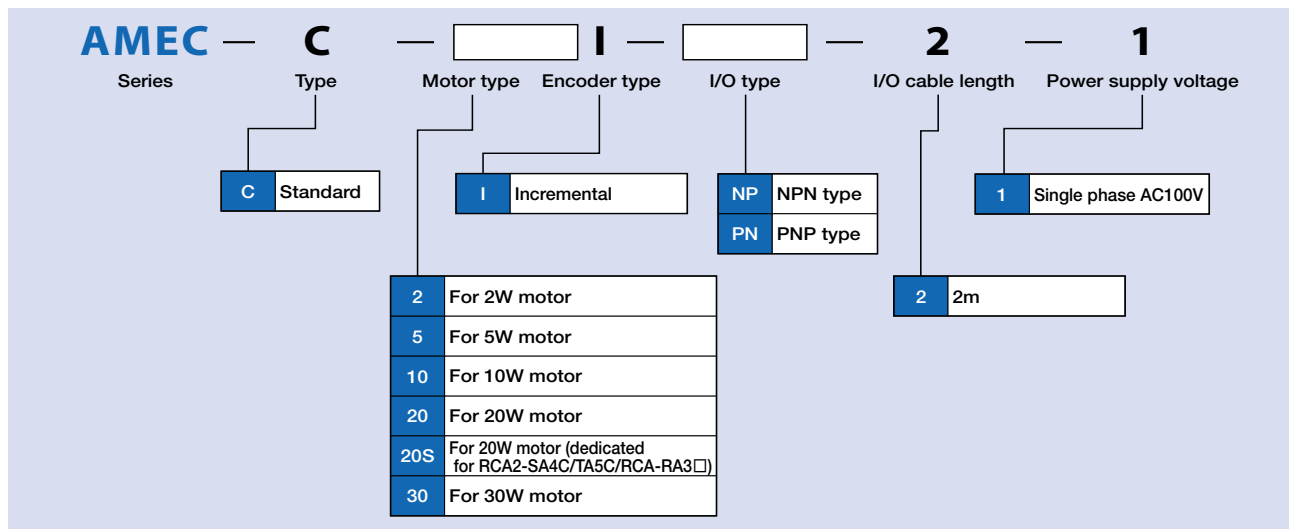 AMEC — C — I — — 2 — 1
Series Type Motor type Encoder type I/O type I/O cable length Power supply voltage
C Standard
I Incremental
NP NPN type
PN PNP type
1 Single phase AC100V
2 For 2W motor
5 For 5W motor
10 For 10W motor
20 For 20W motor
20S For 20W motor (dedicated
for RCA2-SA4C/TA5C/RCA-RA3□)
30 For 30W motor
2 2m